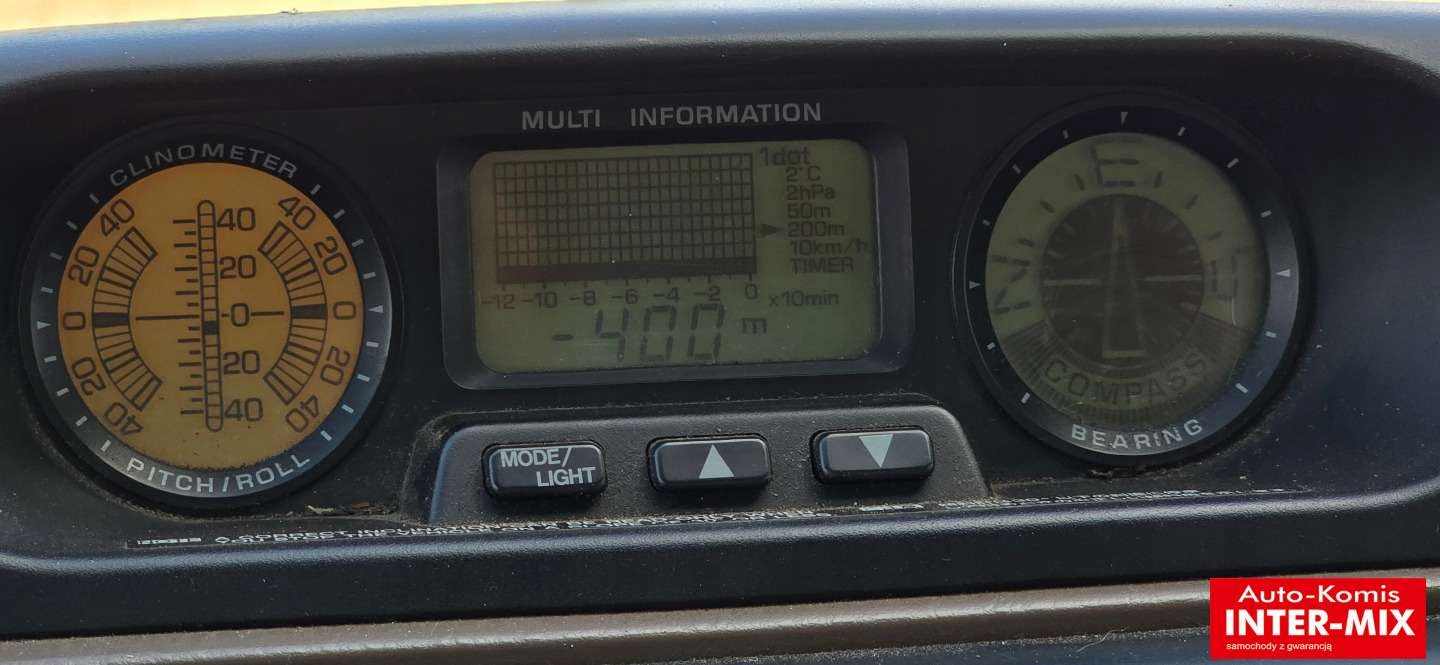 MULTI INFORMATION
CLINOMETER
40 40 40
20 20 20
0 0 0
20 20 20
40 40 40
PITCH/ROLL
1dot
2°C
2hPa
50m
200m
10km/h
TIMER
-12 -10 -8 -6 -4 -2 0 x10min
-400 m
N E S
COMPASS
BEARING
MODE/
LIGHT
Auto-Komis
INTER-MIX
samochody z gwarancją